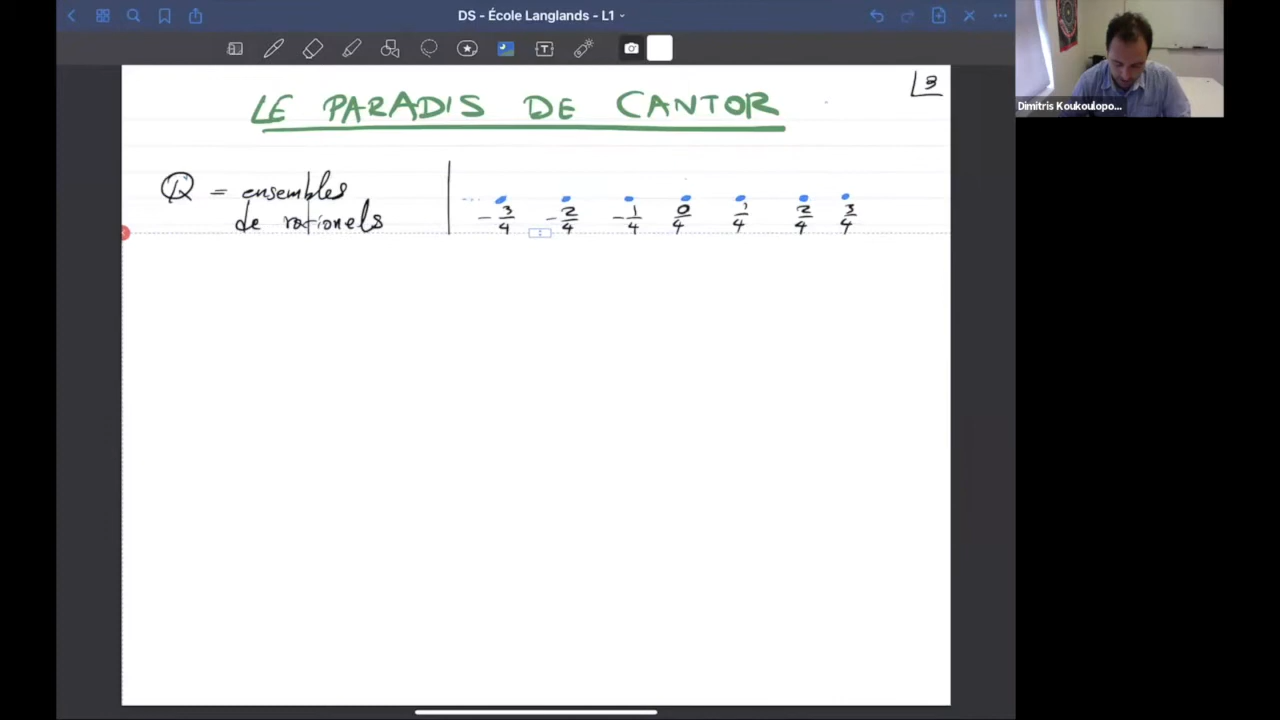 DS - École Langlands - L1
Dimitris Koukoulopo...
3
LE PARADIS DE CANTOR
Q = ensembles
de rationels
... -3/4 -2/4 -1/4 0/4 1/4 2/4 3/4